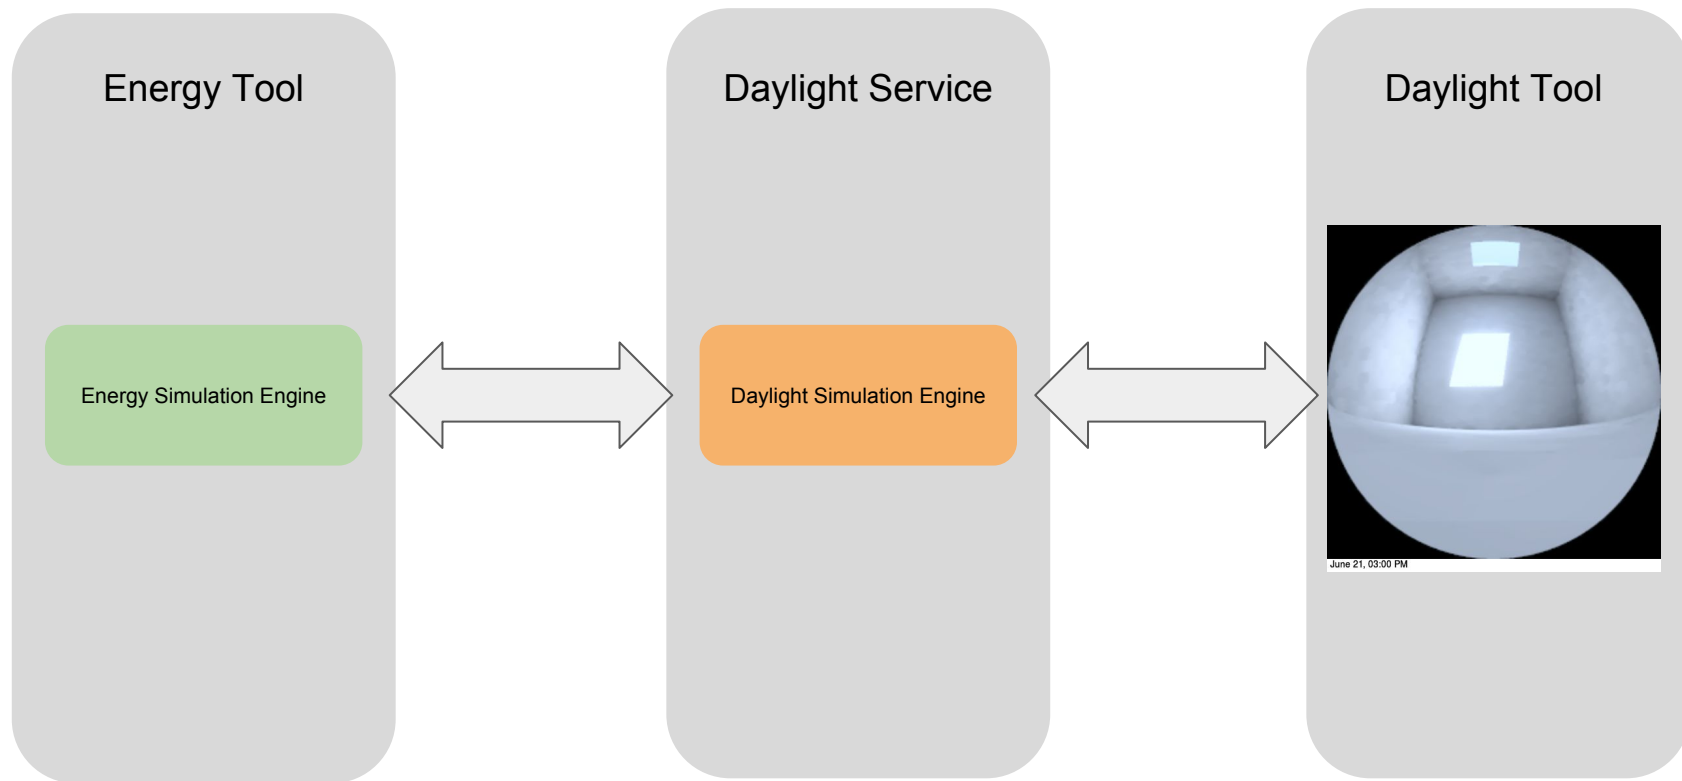 Energy Tool
Daylight Service
Daylight Tool
Energy Simulation Engine
Daylight Simulation Engine
June 21, 03:00 PM